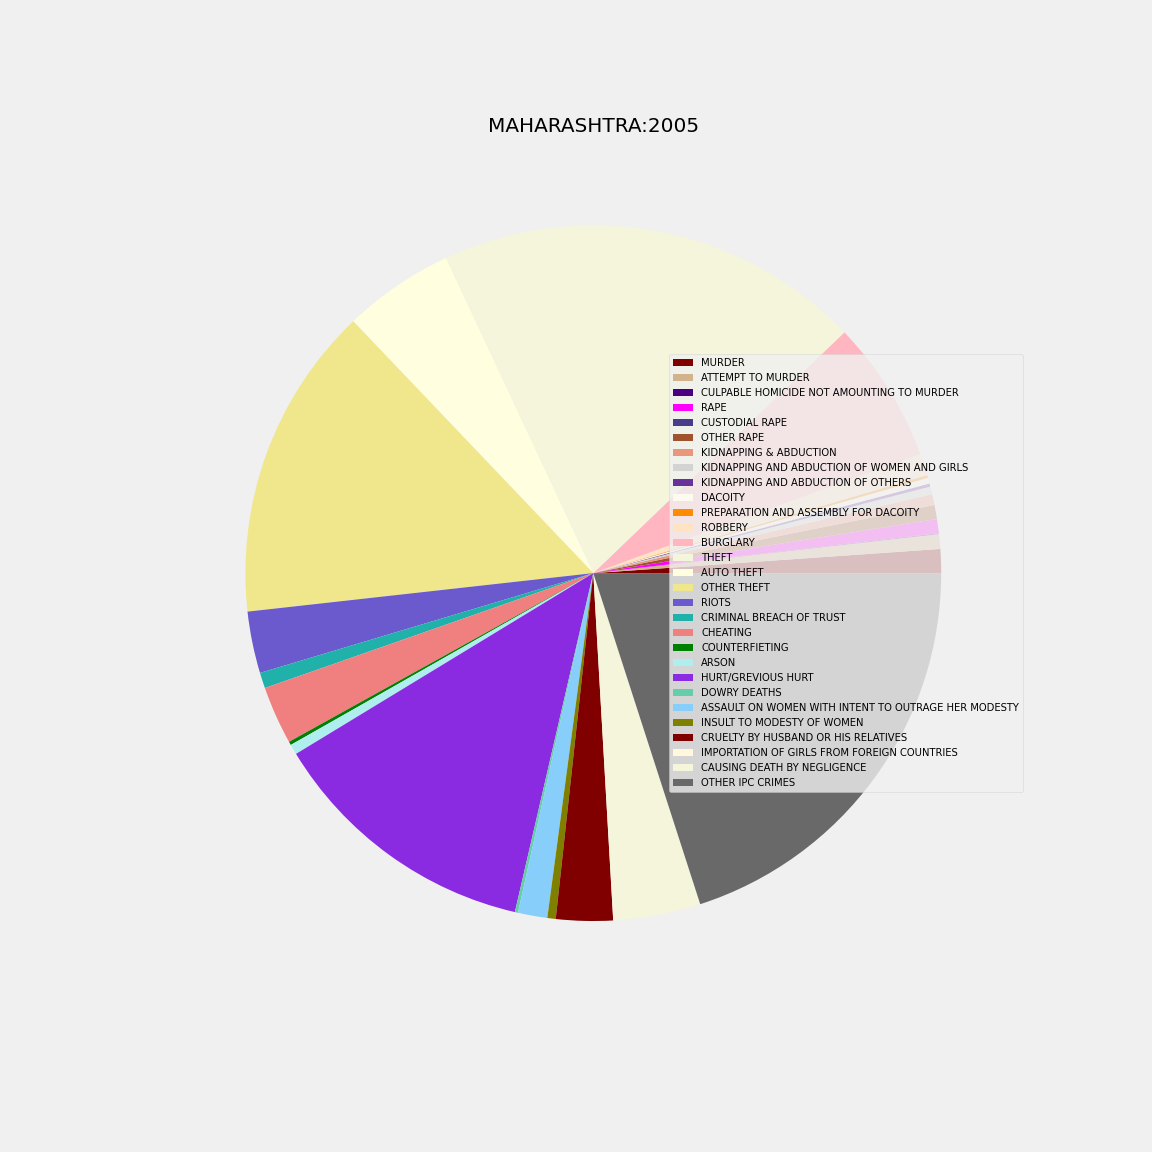 MAHARASHTRA:2005
MURDER
ATTEMPT TO MURDER
CULPABLE HOMICIDE NOT AMOUNTING TO MURDER
RAPE
CUSTODIAL RAPE
OTHER RAPE
KIDNAPPING & ABDUCTION
KIDNAPPING AND ABDUCTION OF WOMEN AND GIRLS
KIDNAPPING AND ABDUCTION OF OTHERS
DACOITY
PREPARATION AND ASSEMBLY FOR DACOITY
ROBBERY
BURGLARY
THEFT
AUTO THEFT
OTHER THEFT
RIOTS
CRIMINAL BREACH OF TRUST
CHEATING
COUNTERFIETING
ARSON
HURT/GREVIOUS HURT
DOWRY DEATHS
ASSAULT ON WOMEN WITH INTENT TO OUTRAGE HER MODESTY
INSULT TO MODESTY OF WOMEN
CRUELTY BY HUSBAND OR HIS RELATIVES
IMPORTATION OF GIRLS FROM FOREIGN COUNTRIES
CAUSING DEATH BY NEGLIGENCE
OTHER IPC CRIMES